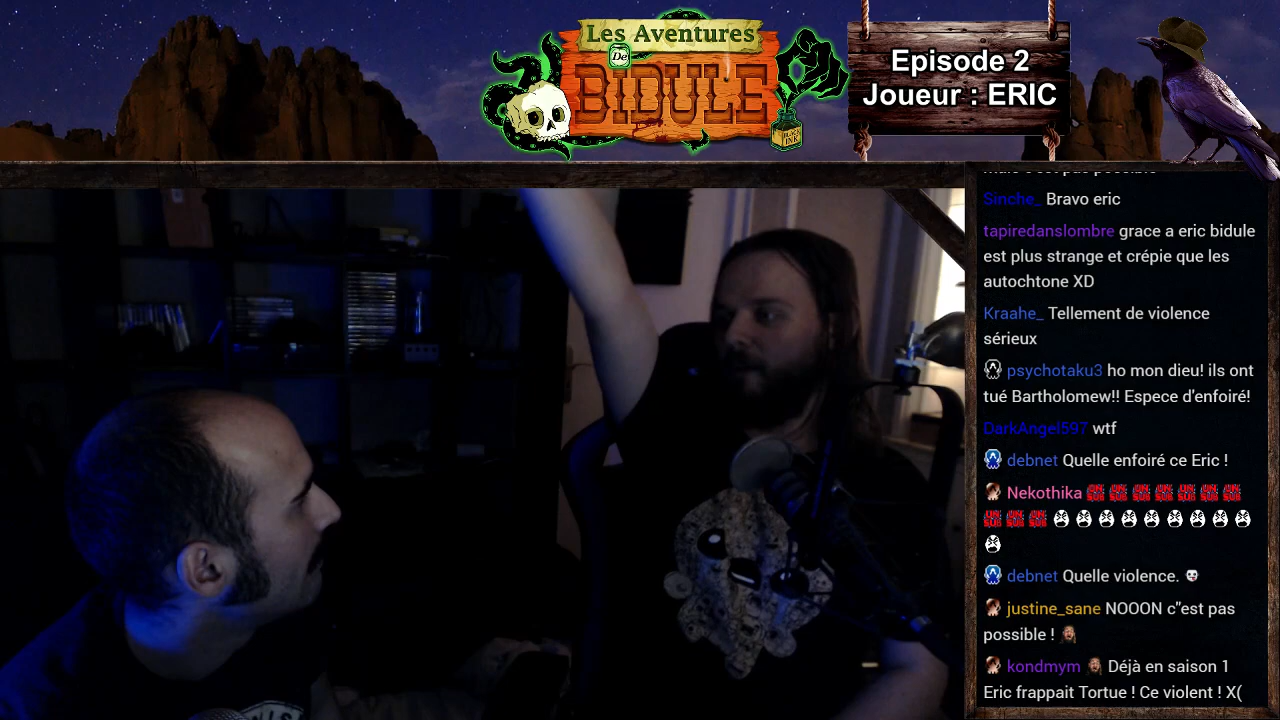 Les Aventures
De
BIDULE
BLACK
INK
Episode 2
Joueur : ERIC
Sinche_ Bravo eric
tapiredanslombre grace a eric bidule
est plus strange et crépie que les
autochtone XD
Kraahe_ Tellement de violence
sérieux
psychotaku3 ho mon dieu! ils ont
tué Bartholomew!! Espece d'enfoiré!
DarkAngel597 wtf
debnet Quelle enfoiré ce Eric !
Nekothika
debnet Quelle violence.
justine_sane NOOON c"est pas
possible !
kondmym Déjà en saison 1
Eric frappait Tortue ! Ce violent ! X(